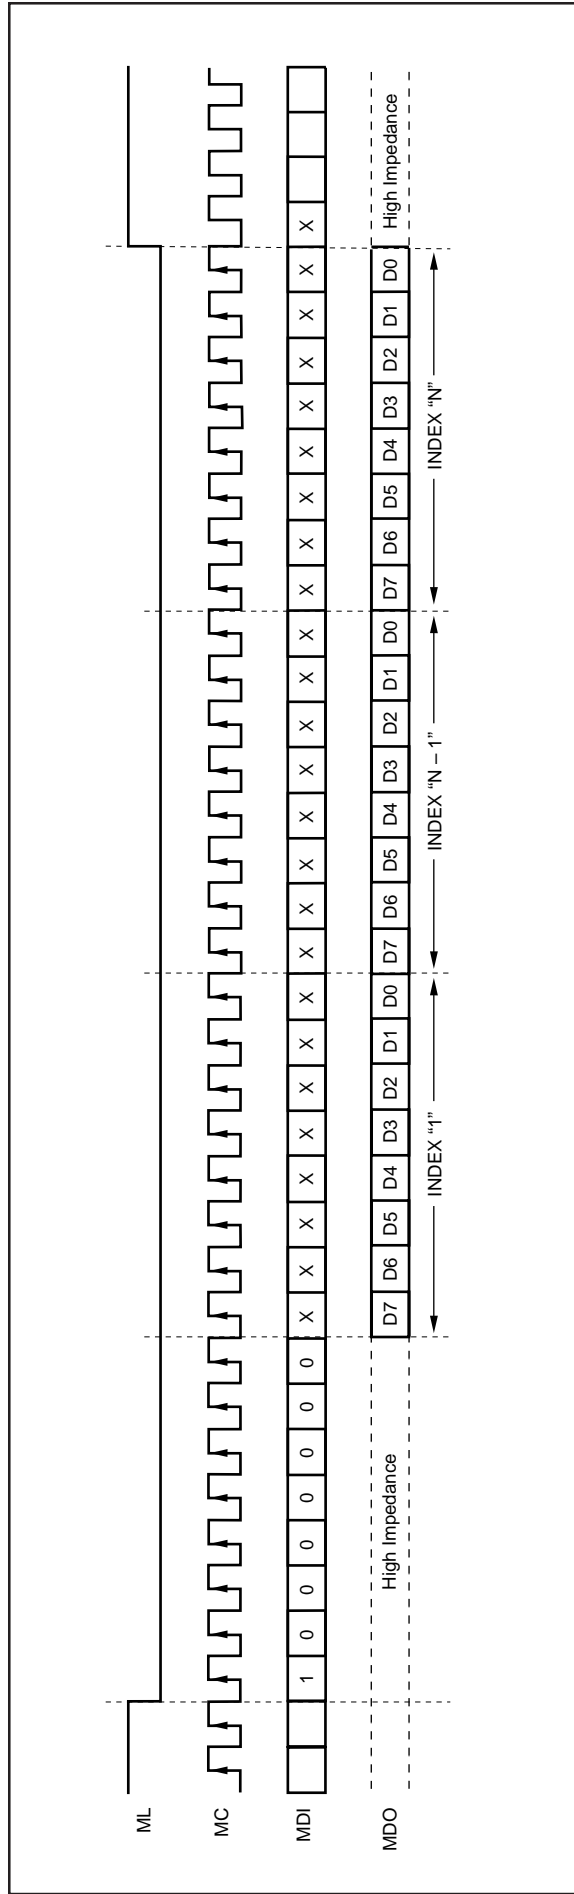 ML
MC
MDI 1 0 0 0 0 0 0 0 X X X X X X X X X X X X X X X X X X X X X X X X X
MDO High Impedance D7 D6 D5 D4 D3 D2 D1 D0 D7 D6 D5 D4 D3 D2 D1 D0 D7 D6 D5 D4 D3 D2 D1 D0 High Impedance
INDEX “1” INDEX “N – 1” INDEX “N”